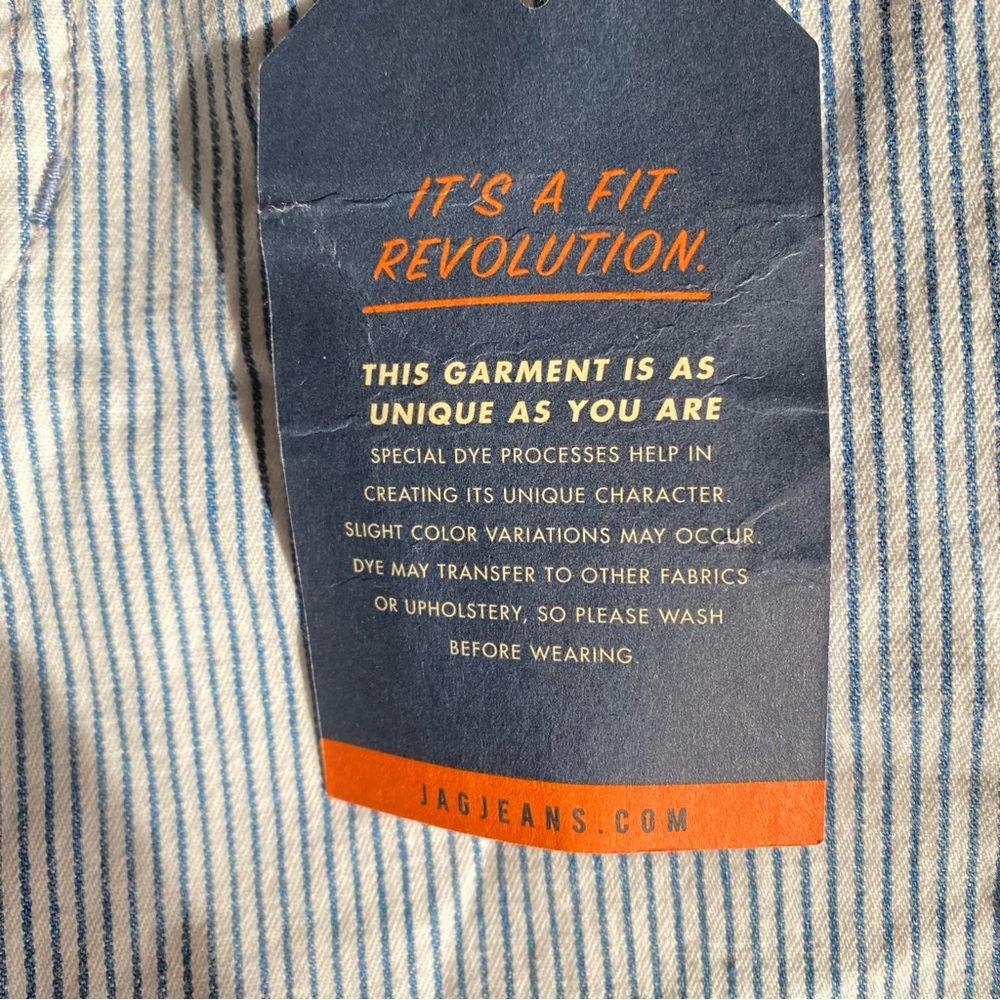 IT'S A FIT
REVOLUTION.
THIS GARMENT IS AS
UNIQUE AS YOU ARE
SPECIAL DYE PROCESSES HELP IN
CREATING ITS UNIQUE CHARACTER.
SLIGHT COLOR VARIATIONS MAY OCCUR.
DYE MAY TRANSFER TO OTHER FABRICS
OR UPHOLSTERY, SO PLEASE WASH
BEFORE WEARING.
JAGJEANS.COM